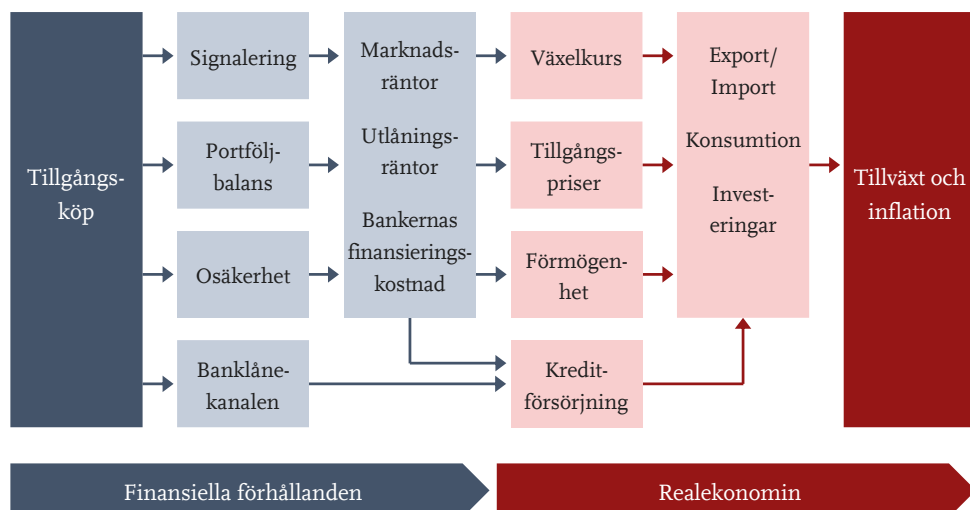 Tillgångs-
köp
Signalering
Portfölj-
balans
Osäkerhet
Banklåne-
kanalen
Marknads-
räntor
Utlånings-
räntor
Bankernas
finansierings-
kostnad
Växelkurs
Tillgångs-
priser
Förmögen-
het
Kredit-
försörjning
Export/
Import
Konsumtion
Invest-
eringar
Tillväxt och
inflation
Finansiella förhållanden
Realekonomin